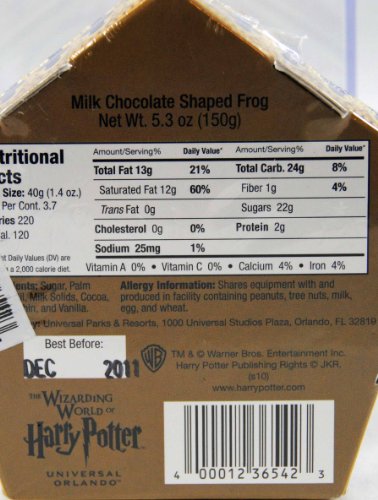 Milk Chocolate Shaped Frog
Net Wt. 5.3 oz (150g)
tritional
cts
Size: 40g (1.4 oz.)
Per Cont. 3.7
ries 220
al. 120
nt Daily Values (DV) are
a 2,000 calorie diet.
Amount/Serving% Daily Value* Amount/Serving% Daily Value*
Total Fat 13g 21% Total Carb. 24g 8%
Saturated Fat 12g 60% Fiber 1g 4%
Trans Fat 0g Sugars 22g
Cholesterol 0g 0% Protein 2g
Sodium 25mg 1%
Vitamin A 0% • Vitamin C 0% • Calcium 4% • Iron 4%
ents: Sugar, Palm
il, Milk Solids, Cocoa,
in, and Vanilla.
Allergy Information: Shares equipment with and
produced in facility containing peanuts, tree nuts, milk,
egg, and wheat.
y: Universal Parks & Resorts, 1000 Universal Studios Plaza, Orlando, FL 32819
Best Before:
DEC 2011
WB
TM & © Warner Bros. Entertainment Inc.
Harry Potter Publishing Rights © JKR.
(s10)
www.harrypotter.com
THE WIZARDING
WORLD OF
Harry Potter
UNIVERSAL
ORLANDO
4 00012 36542 3